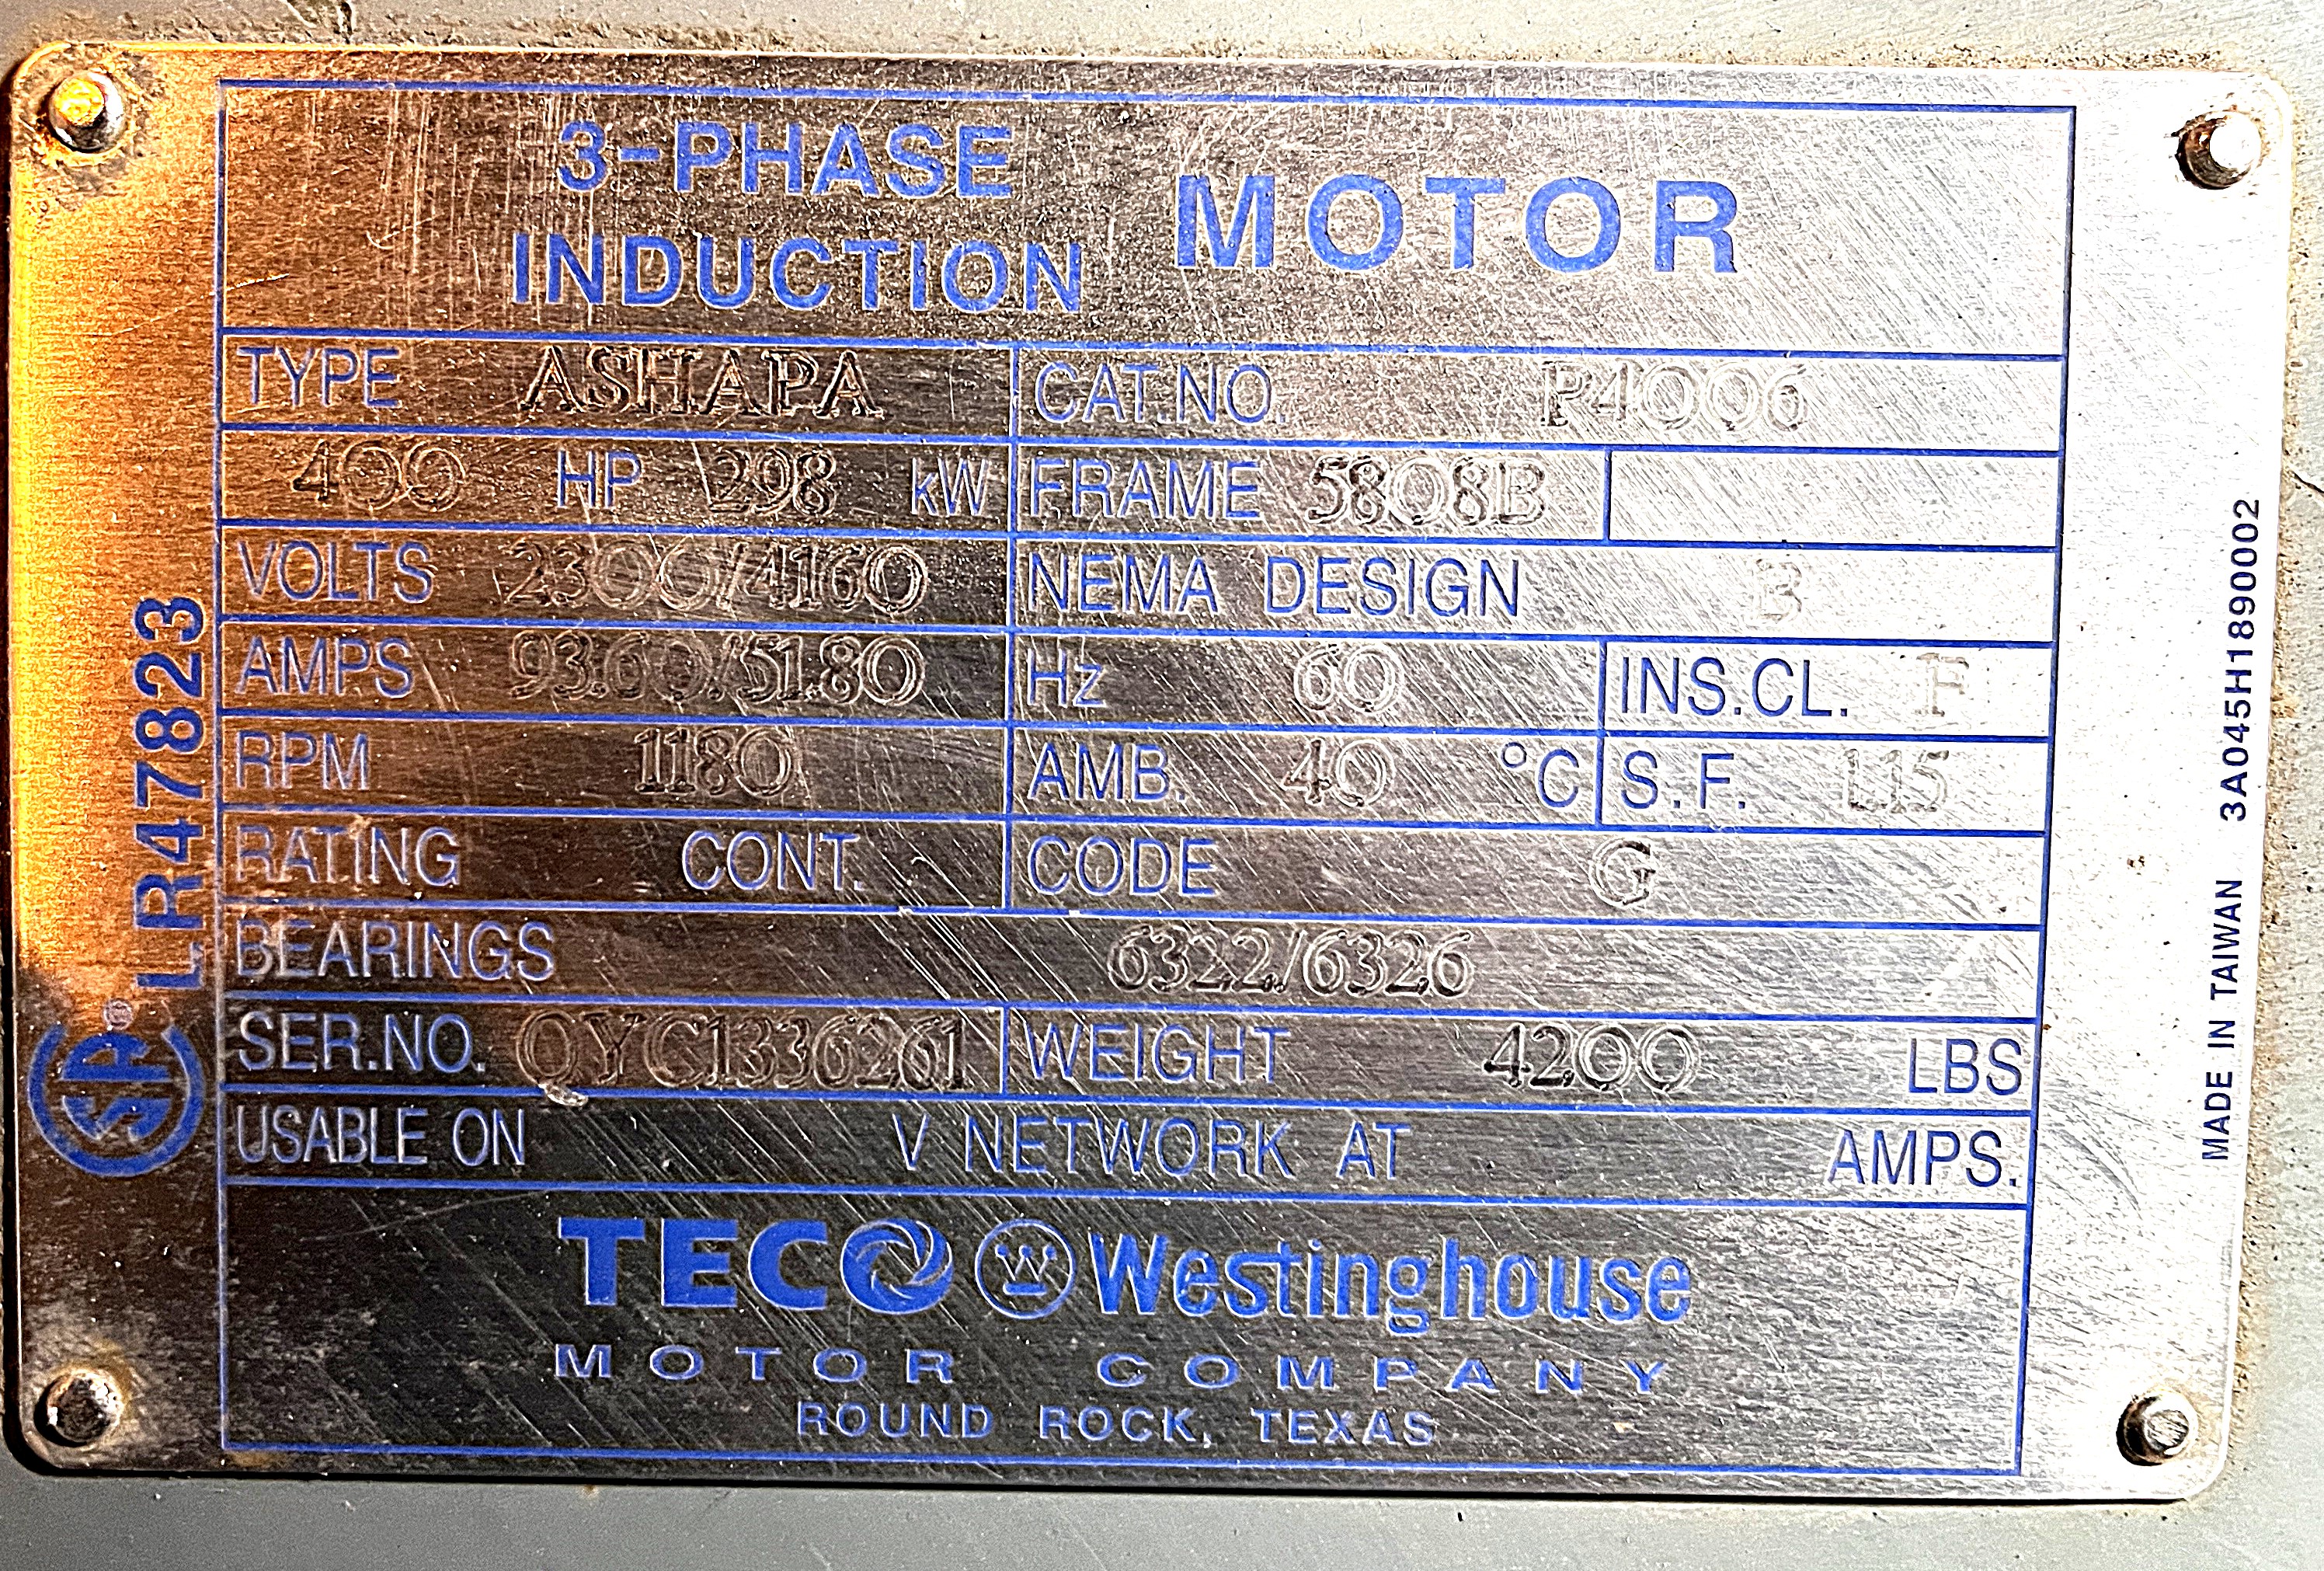 3-PHASE
INDUCTION MOTOR
TYPE ASHAPA CAT.NO. P4006
400 HP 298 kW FRAME 5808B
VOLTS 2300/4160 NEMA DESIGN B
AMPS 93.60/51.80 Hz 60 INS.CL. F
RPM 1180 AMB. 40 °C S.F. 1.15
RATING CONT. CODE G
BEARINGS 6322/6326
SER.NO. OYC1336261 WEIGHT 4200 LBS
USABLE ON V NETWORK AT AMPS.
TECO W Westinghouse
MOTOR COMPANY
ROUND ROCK, TEXAS
SA ® LR47823
MADE IN TAIWAN 3A045H1890002